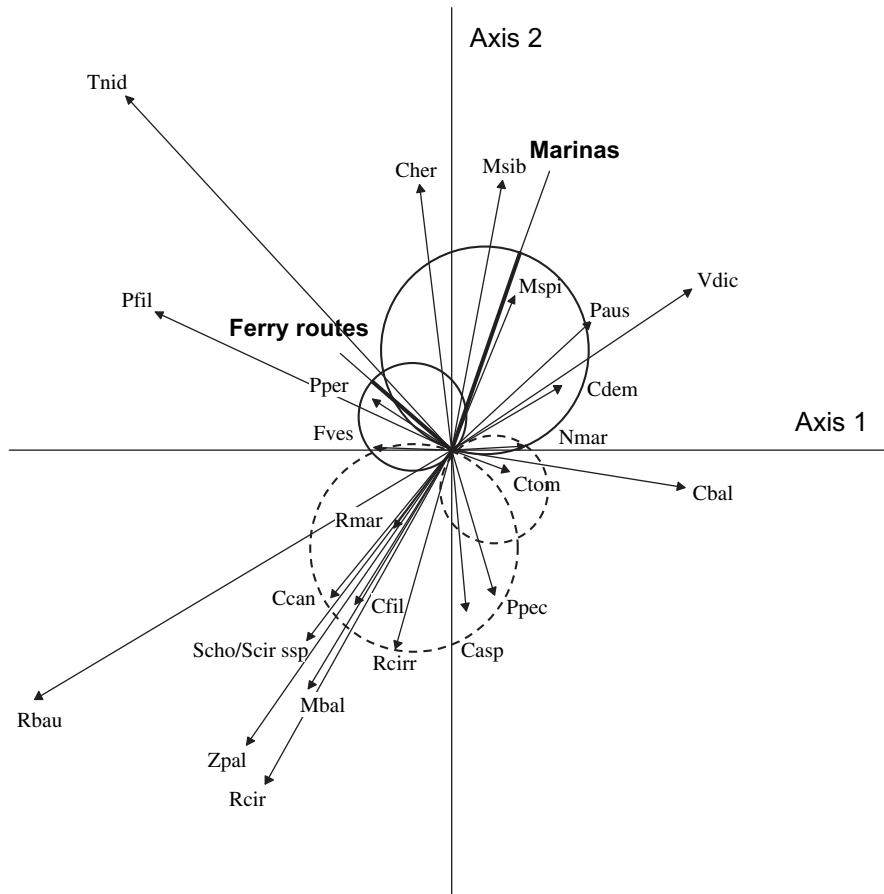 Axis 2
Tnid
Marinas
Cher
Msib
Vdic
Mspi
Pfil
Paus
Ferry routes
Pper
Cdem
Axis 1
Fves
Nmar
Ctom
Cbal
Rmar
Ccan
Cfil
Ppec
Scho/Scir ssp
Rcirr
Casp
Mbal
Rbau
Zpal
Rcir